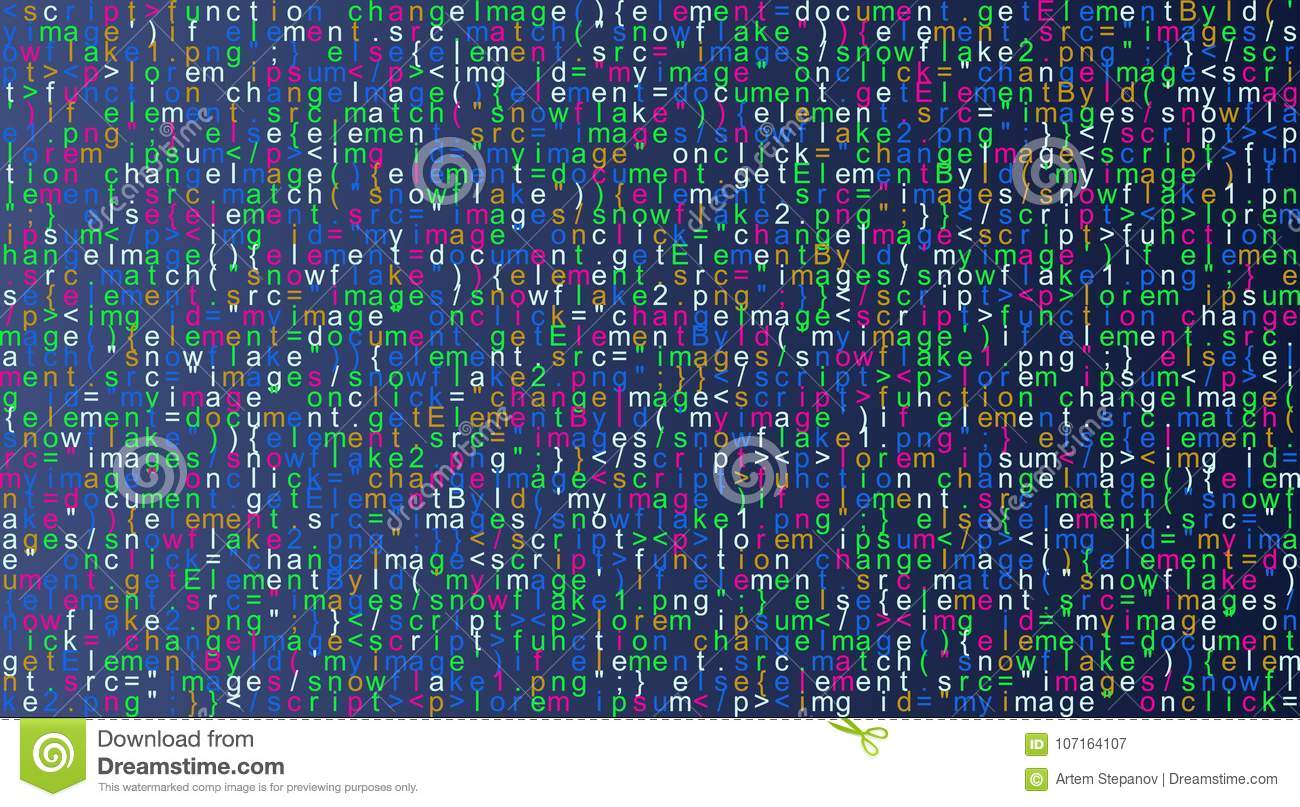 <script>function changeImage(){element=document.getElementById('
myimage')if element.src.match("snowflake")){element.src="images/s
owflake1.png";} else{element.src="images/snowflake2.png";}</scri
pt><p>lorem ipsum</p><img id="myimage" onclick="changeImage<scri
pt>function changeImage(){element=document.getElementById('myimag
')if element.src.match("snowflake")){element.src="images/snowfla
e.png";} else{element.src="images/snowflake2.png";}</script><p>
lorem ipsum</p><img id="myimage" onclick="changeImage<script>fun
tion changeImage(){element=document.getElementById('myimage')if
lement.src.match("snowflake")){element.src="images/snowflake1.pn
";} else{element.src="images/snowflake2.png";}</script><p>lorem
ipsum</p><img id="myimage" onclick="changeImage<script>function
hangeImage(){element=document.getElementById('myimage')if element
.src.match("snowflake")){element.src="images/snowflake1.png";} e
se{element.src="images/snowflake2.png";}</script><p>lorem ipsum
/p><img id="myimage" onclick="changeImage<script>function change
mage(){element=document.getElementById('myimage')if element.src.
atch("snowflake")){element.src="images/snowflake1.png";} else{el
ment.src="images/snowflake2.png";}</script><p>lorem ipsum</p><i
g id="myimage" onclick="changeImage<script>function changeImage(
{element=document.getElementById('myimage')if element.src.match(
snowflake")){element.src="images/snowflake1.png";} else{element.
rc="images/snowflake2.png";}</script><p>lorem ipsum</p><img id=
myimage" onclick="changeImage<script>function changeImage(){elem
n=document.getElementById('myimage')if element.src.match("snowf
ake")){element.src="images/snowflake1.png";} else{element.src="i
ages/snowflake2.png";}</script><p>lorem ipsum</p><img id="myima
e" onclick="changeImage<script>function changeImage(){element=doc
ument.getElementById('myimage')if element.src.match("snowflake")
{element.src="images/snowflake1.png";} else{element.src="images/
nowflake2.png";}</script><p>lorem ipsum</p><img id="myimage" on
lick="changeImage<script>function changeImage(){element=document
getElementById('myimage')if element.src.match("snowflake")){elem
nt.src="images/snowflake1.png";} else{element.src="images/snowfl
ke2.png";}</script><p>lorem ipsum</p><img id="myimage" onclick=
dreamstime
dreamstime
dreamstime
dreamstime
dreamstime
dreamstime
Download from
Dreamstime.com
This watermarked comp image is for previewing purposes only.
ID 107164107
© Artem Stepanov | Dreamstime.com